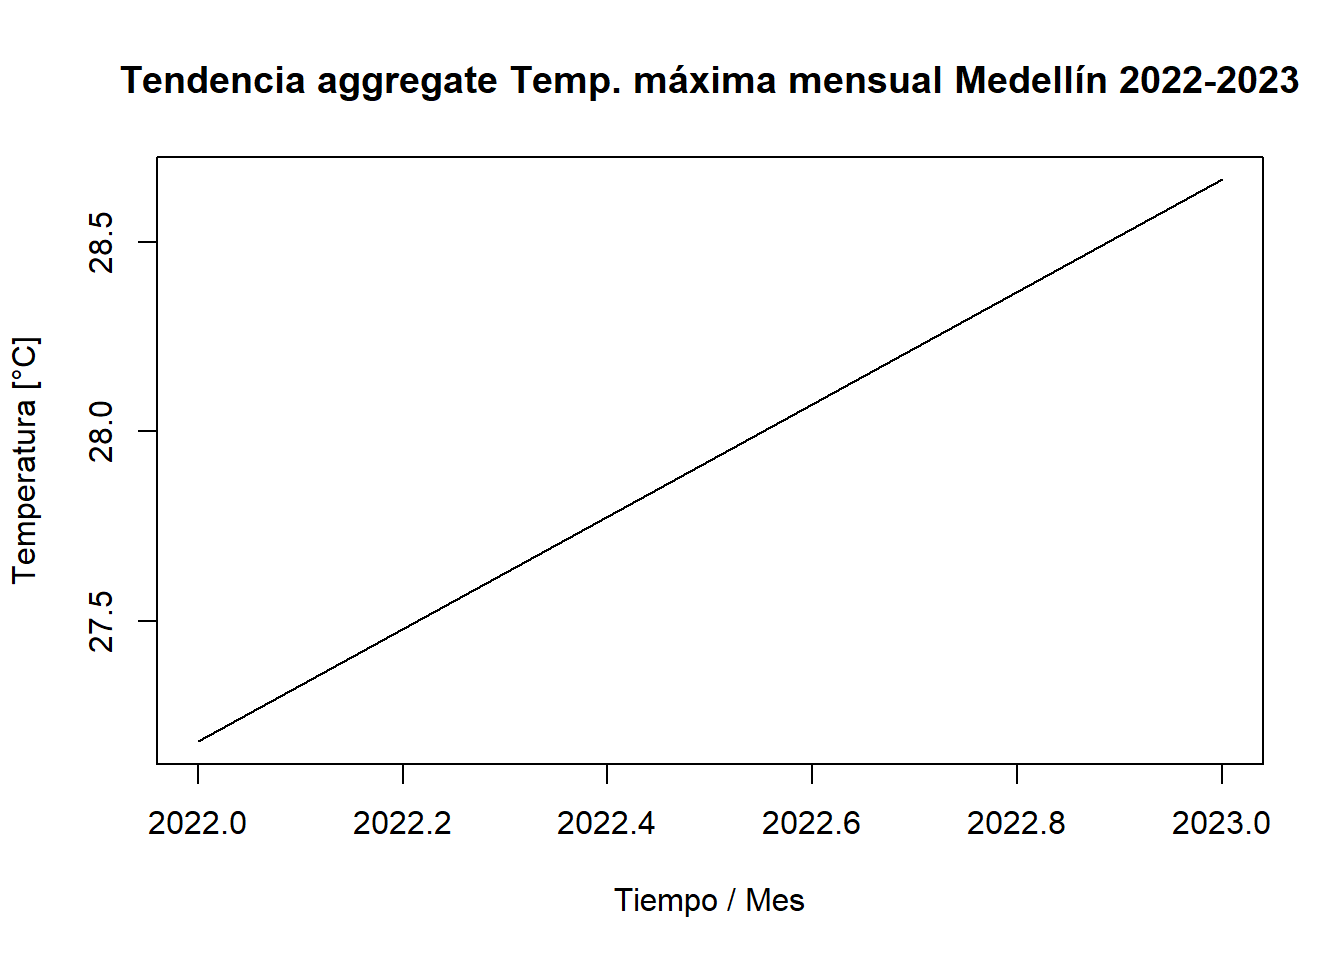 Tendencia aggregate Temp. máxima mensual Medellín 2022-2023
Temperatura [°C]
28.5
28.0
27.5
2022.0 2022.2 2022.4 2022.6 2022.8 2023.0
Tiempo / Mes